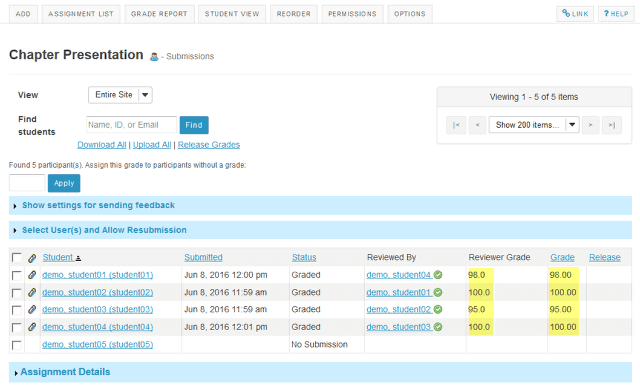 ADD ASSIGNMENT LIST GRADE REPORT STUDENT VIEW REORDER PERMISSIONS OPTIONS LINK ? HELP
Chapter Presentation - Submissions
View Entire Site
Viewing 1 - 5 of 5 items
Find students Name, ID, or Email Find
|< < Show 200 items... > >|
Download All | Upload All | Release Grades
Found 5 participant(s). Assign this grade to participants without a grade:
Apply
Show settings for sending feedback
Select User(s) and Allow Resubmission
Student Submitted Status Reviewed By Reviewer Grade Grade Release
demo, student01 (student01) Jun 8, 2016 12:00 pm Graded demo, student04 98.0 98.00
demo, student02 (student02) Jun 8, 2016 11:59 am Graded demo, student01 100.0 100.00
demo, student03 (student03) Jun 8, 2016 11:59 am Graded demo, student02 95.0 95.00
demo, student04 (student04) Jun 8, 2016 12:01 pm Graded demo, student03 100.0 100.00
demo, student05 (student05) No Submission
Assignment Details